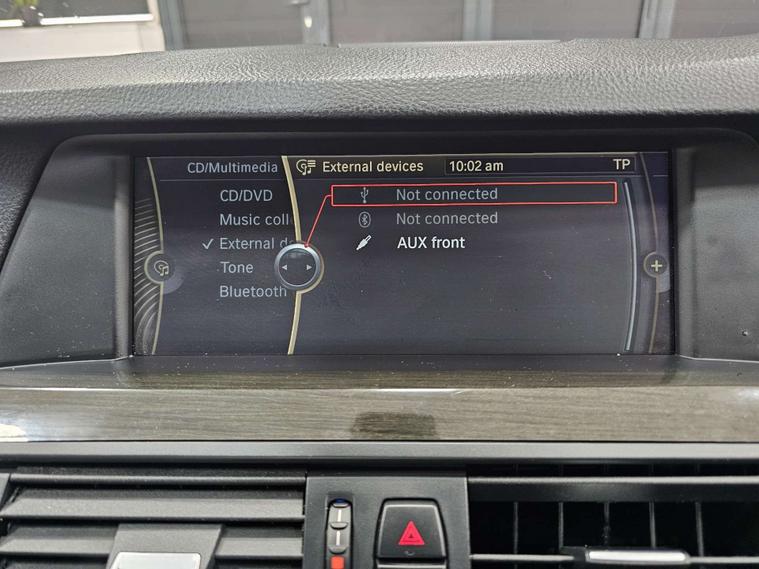 CD/Multimedia External devices 10:02 am TP
CD/DVD
Music coll
External d
Tone
Bluetooth
Not connected
Not connected
AUX front